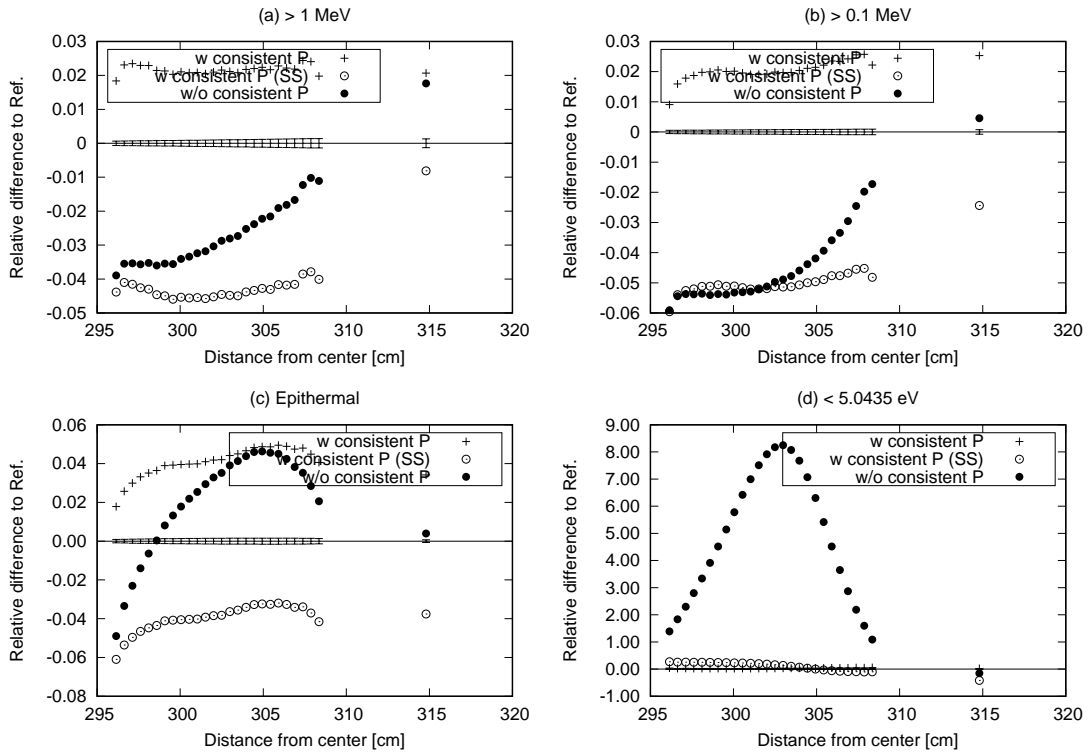 (a) > 1 MeV
0.03
0.02
0.01
0
-0.01
-0.02
-0.03
-0.04
-0.05
295
300
305
310
315
320
Relative difference to Ref.
Distance from center [cm]
w consistent P
w consistent P (SS)
w/o consistent P
(b) > 0.1 MeV
0.03
0.02
0.01
0
-0.01
-0.02
-0.03
-0.04
-0.05
-0.06
295
300
305
310
315
320
Relative difference to Ref.
Distance from center [cm]
w consistent P
w consistent P (SS)
w/o consistent P
(c) Epithermal
0.06
0.04
0.02
0.00
-0.02
-0.04
-0.06
-0.08
295
300
305
310
315
320
Relative difference to Ref.
Distance from center [cm]
w consistent P
w consistent P (SS)
w/o consistent P
(d) < 5.0435 eV
9.00
8.00
7.00
6.00
5.00
4.00
3.00
2.00
1.00
0.00
-1.00
295
300
305
310
315
320
Relative difference to Ref.
Distance from center [cm]
w consistent P
w consistent P (SS)
w/o consistent P